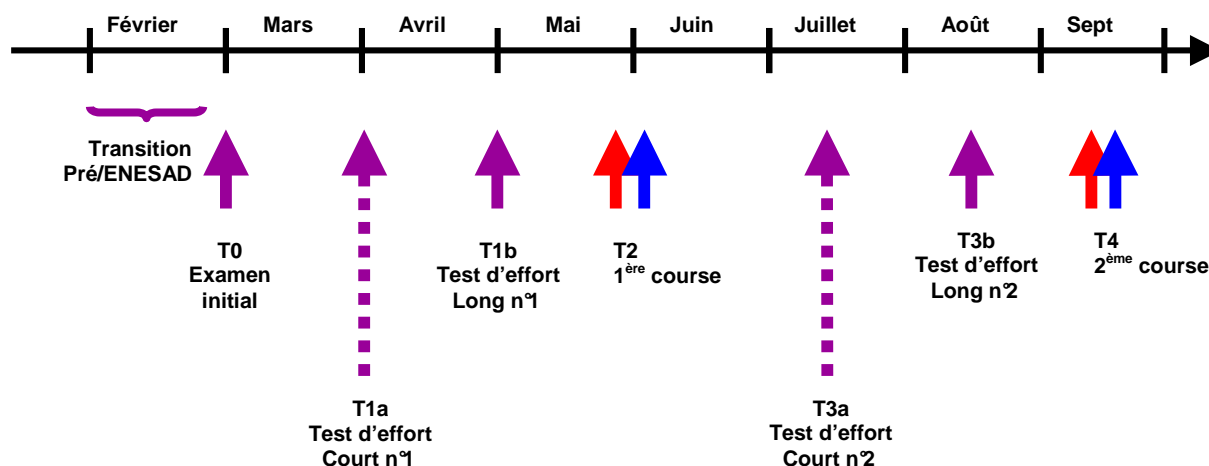 Février Mars Avril Mai Juin Juillet Août Sept
Transition
Pré/ENESAD
T0
Examen
initial
T1b
Test d'effort
Long n°1
T2
1ère course
T3b
Test d'effort
Long n°2
T4
2ème course
T1a
Test d'effort
Court n°1
T3a
Test d'effort
Court n°2